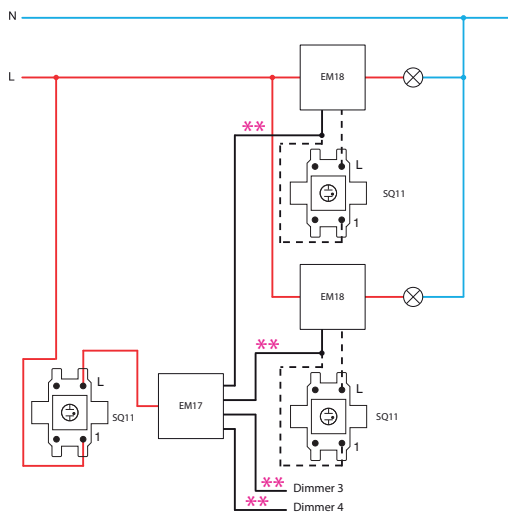 N
L
EM18
**
L
SQ11
1
EM18
**
L
L
SQ11
EM17
SQ11
1
1
** Dimmer 3
** Dimmer 4